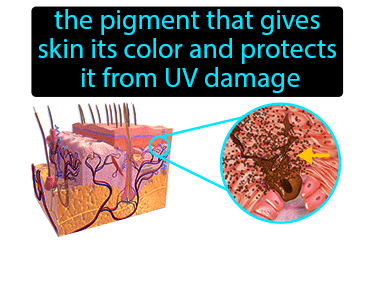 the pigment that gives
skin its color and protects
it from UV damage